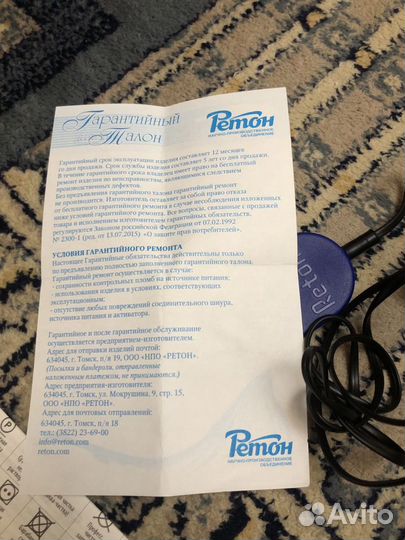 Гарантийный
Талон
Ретон
НАУЧНО-ПРОИЗВОДСТВЕННОЕ
ОБЪЕДИНЕНИЕ
Гарантийный срок эксплуатации изделия составляет 12 месяцев
со дня продажи. Срок службы изделия составляет 5 лет со дня продажи.
В течение гарантийного срока владелец имеет право на бесплатный
ремонт изделия по неисправностям, являющимся следствием
производственных дефектов.
Без предъявления гарантийного талона гарантийный ремонт
не производится. Изготовитель оставляет за собой право отказа
от бесплатного гарантийного ремонта в случае несоблюдения изложенных
ниже условий гарантийного ремонта. Все вопросы, связанные с продажей
товара и исполнением изготовителем гарантийных обязательств,
регулируются Законом российской Федерации от 07.02.1992
№ 2300-1 (ред. от 13.07.2015) «О защите прав потребителей».
УСЛОВИЯ ГАРАНТИЙНОГО РЕМОНТА
Настоящие Гарантийные обязательства действительны только
по предъявлению полностью заполненного гарантийного талона.
Гарантийный ремонт осуществляется в случае:
- сохранности контрольных пломб на источнике питания;
- использования изделия в условиях, соответствующих
эксплуатационным;
- отсутствие любых повреждений соединительного шнура,
источника питания и активатора.
Гарантийное и после гарантийное обслуживание
осуществляется предприятием-изготовителем.
Адрес для отправки изделий почтой:
634045, г. Томск, п/я 19, ООО «НПО «РЕТОН».
(Посылки и бандероли, отправленные
наложенным платежом, не принимаются.)
Адрес предприятия-изготовителя:
634045, г. Томск, ул. Мокрушина, 9, стр. 15,
ООО «НПО «РЕТОН».
Адрес для почтовых отправлений:
634045, г. Томск, п/я 18
тел.: (3822) 23-69-00
info@reton.com
reton.com
Ретон
НАУЧНО-ПРОИЗВОДСТВЕННОЕ
ОБЪЕДИНЕНИЕ
Reton
Avito